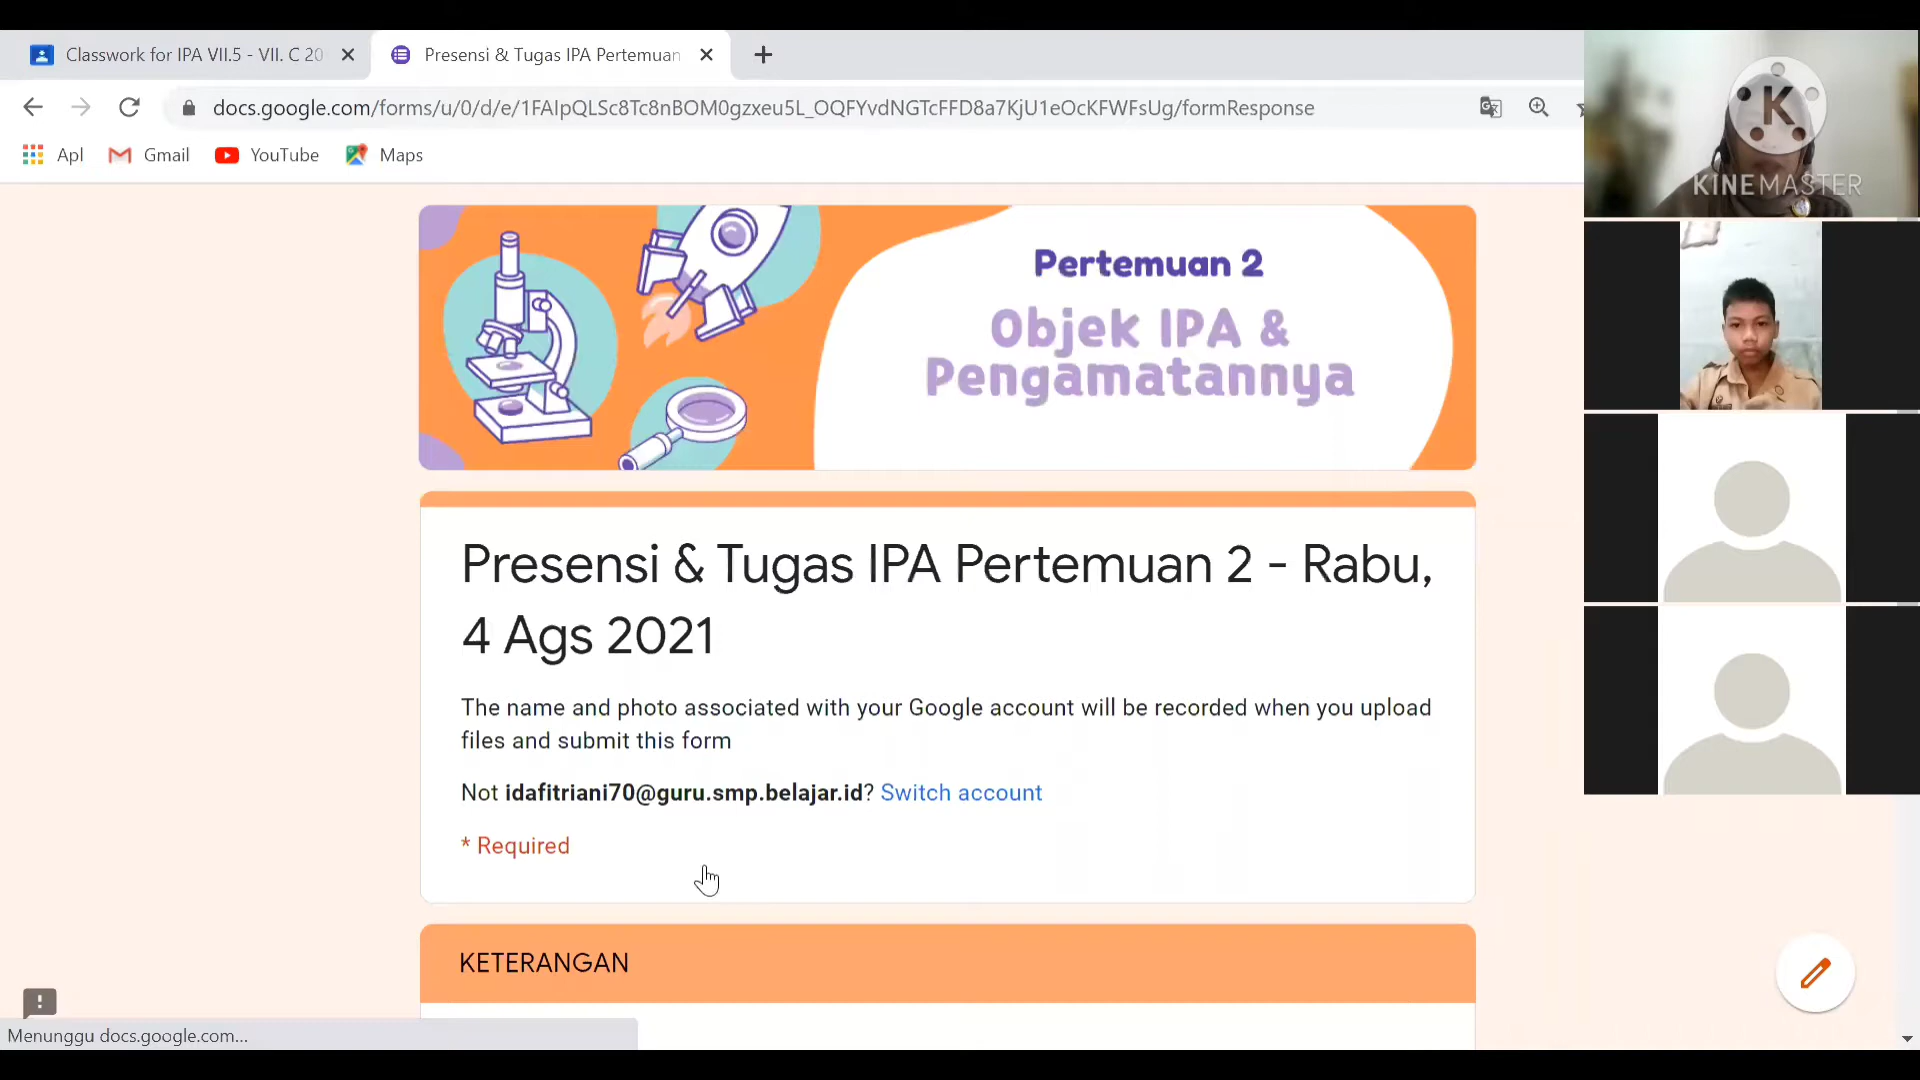 Classwork for IPA VII.5 - VII. C 20
Presensi & Tugas IPA Pertemuan
docs.google.com/forms/u/0/d/e/1FAIpQLSc8Tc8nBOM0gzxeu5L_OQFYvdNGTcFFD8a7KjU1eOcKFWFsUg/formResponse
Apl
Gmail
YouTube
Maps
K
KINEMASTER
Pertemuan 2
Objek IPA &
Pengamatannya
Presensi & Tugas IPA Pertemuan 2 - Rabu,
4 Ags 2021
The name and photo associated with your Google account will be recorded when you upload
files and submit this form
Not idafitriani70@guru.smp.belajar.id? Switch account
* Required
KETERANGAN
Menunggu docs.google.com...